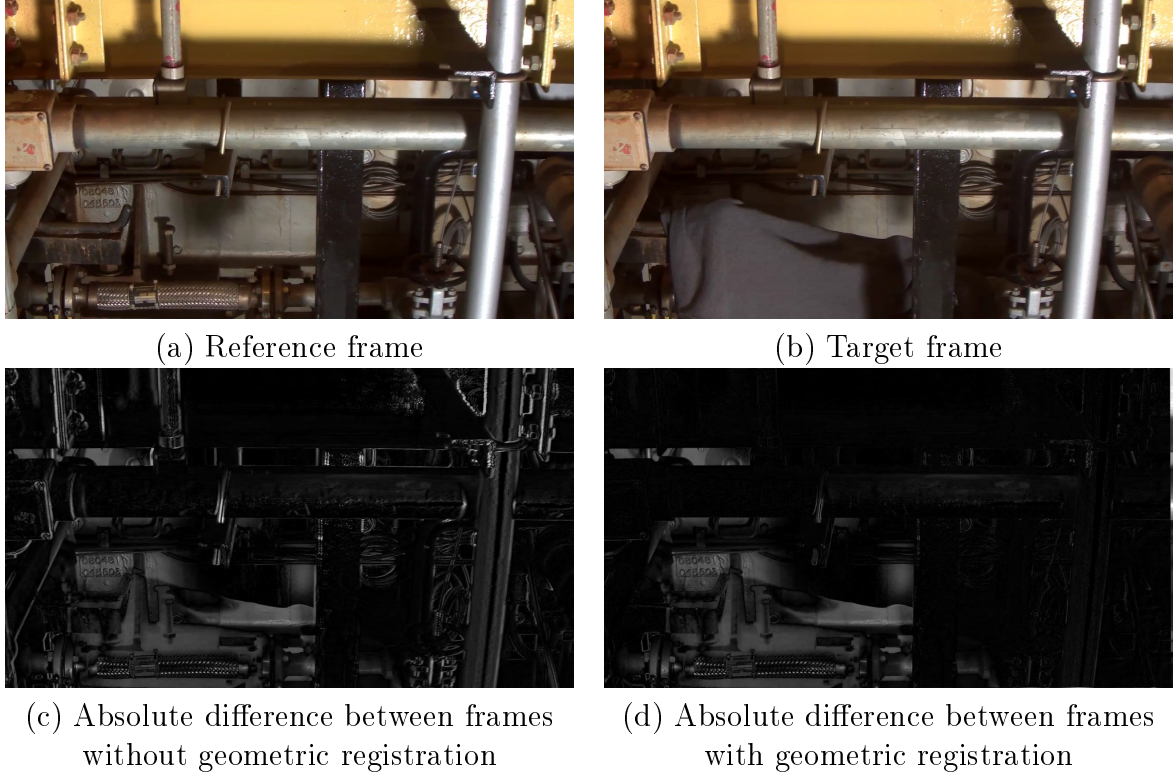 (a) Reference frame
(b) Target frame
(c) Absolute difference between frames
without geometric registration
(d) Absolute difference between frames
with geometric registration